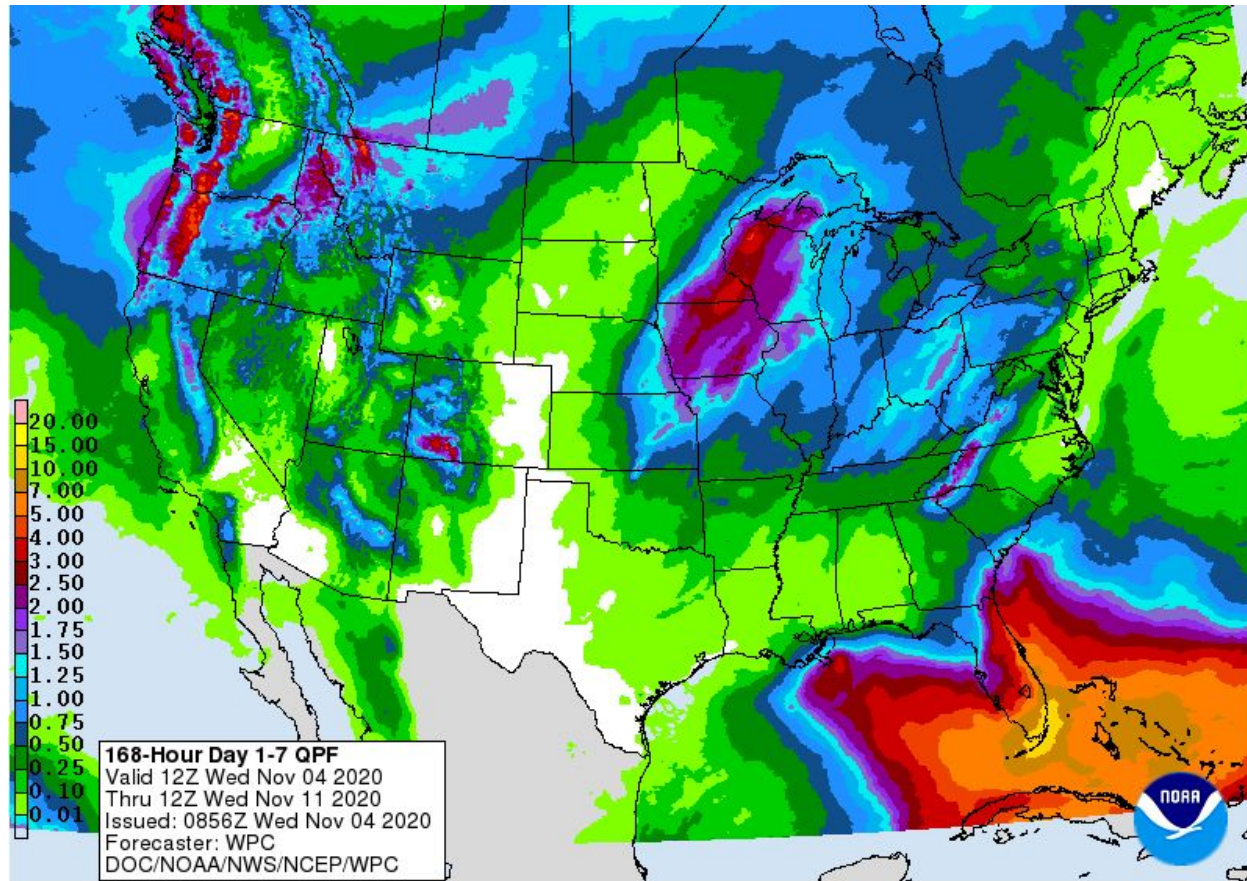 20.00
15.00
10.00
7.00
5.00
4.00
3.00
2.50
2.00
1.75
1.50
1.25
1.00
0.75
0.50
0.25
0.10
0.01
168-Hour Day 1-7 QPF
Valid 12Z Wed Nov 04 2020
Thru 12Z Wed Nov 11 2020
Issued: 0856Z Wed Nov 04 2020
Forecaster: WPC
DOC/NOAA/NWS/NCEP/WPC
NOAA